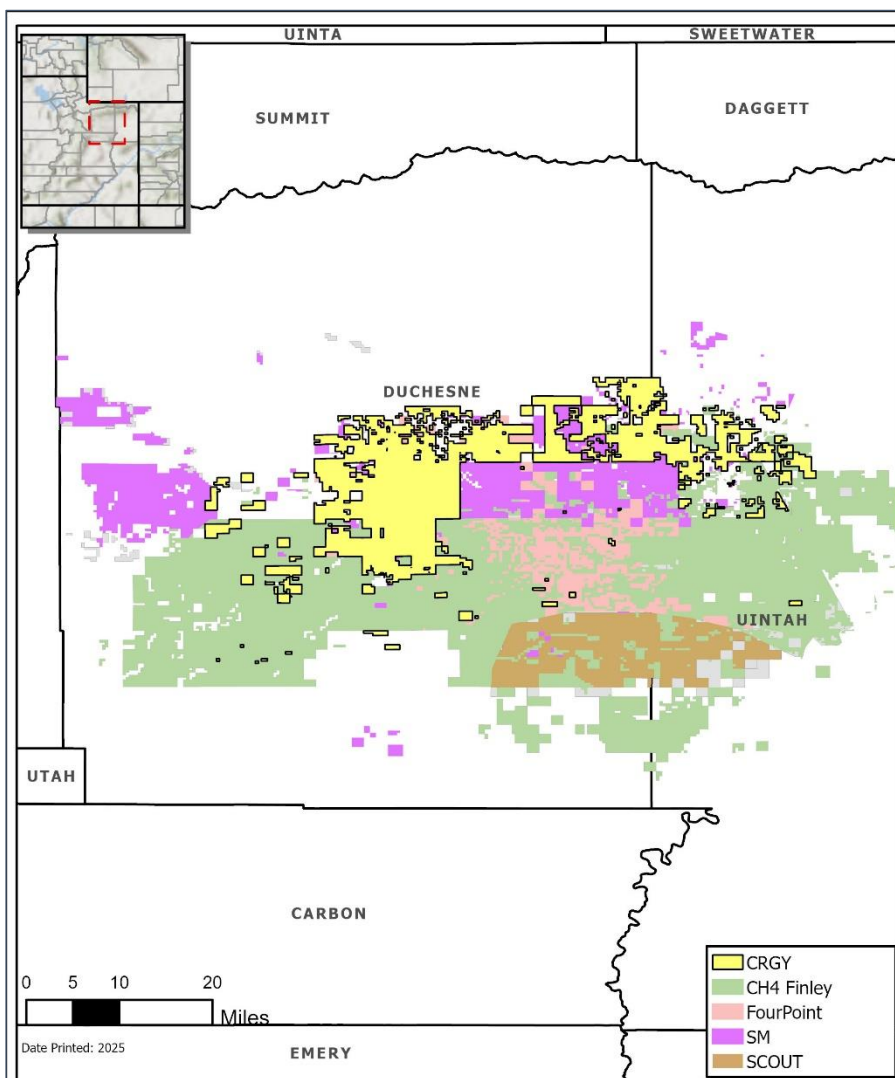 UINTA
SWEETWATER
SUMMIT
DAGGETT
DUCHESNE
UINTAH
UTAH
CARBON
0 5 10 20
Miles
Date Printed: 2025
EMERY
CRGY
CH4 Finley
FourPoint
SM
SCOUT